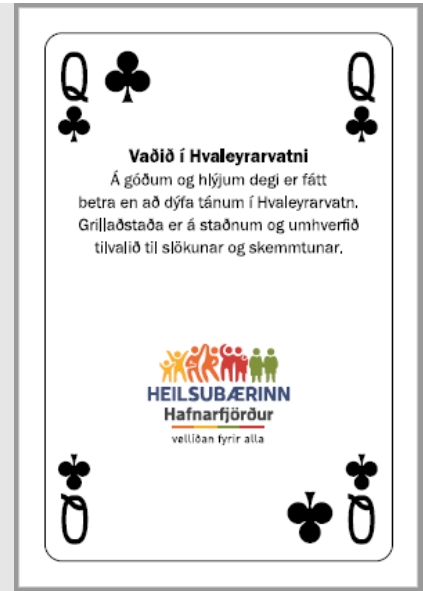 Q Q
Vaðið í Hvaleyrarvatni
Á góðum og hlýjum degi er fátt
betra en að dýfa tánum í Hvaleyrarvatn.
Grillaðstaða er á staðnum og umhverfið
tilvalið til slökunar og skemmtunar.
HEILSUBÆRINN
Hafnarfjörður
vellíðan fyrir alla
Q Q